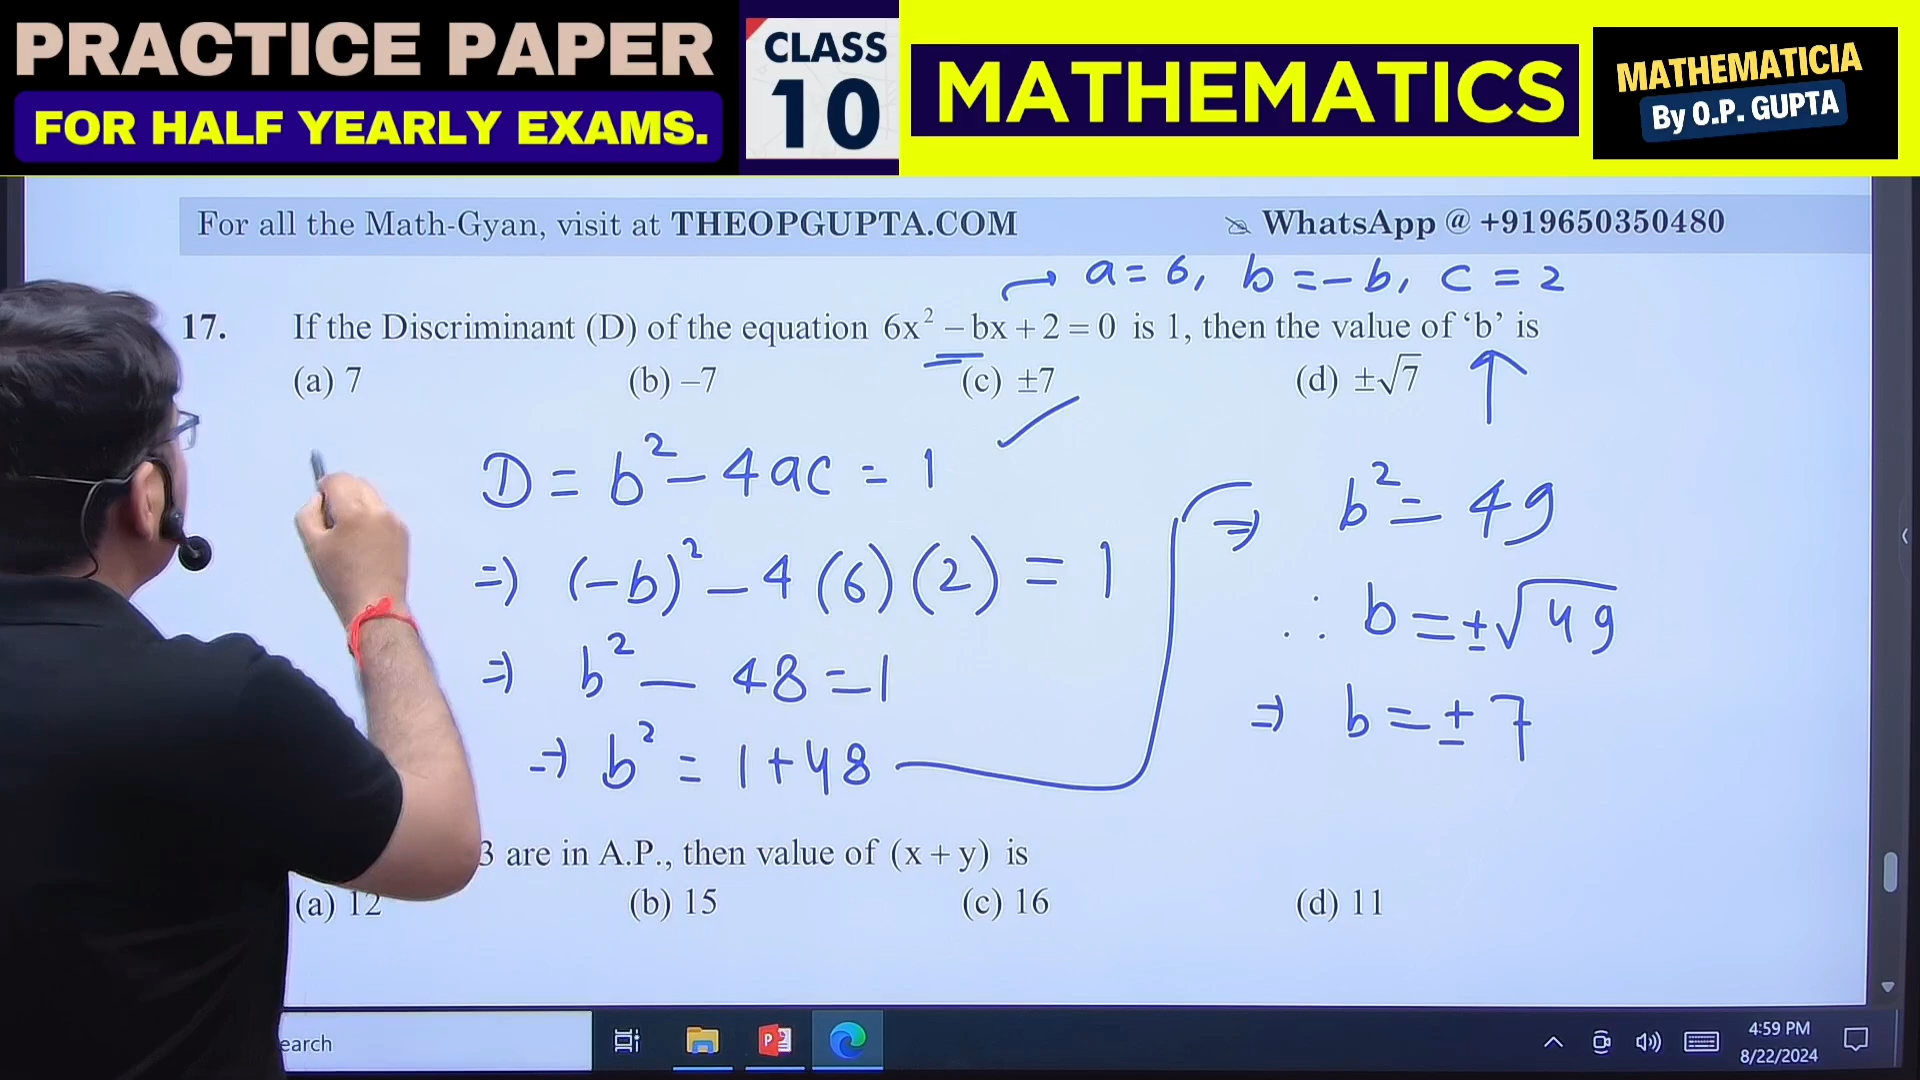 PRACTICE PAPER
FOR HALF YEARLY EXAMS.
CLASS
10
MATHEMATICS
MATHEMATICIA
By O.P. GUPTA
For all the Math-Gyan, visit at THEOPGUPTA.COM WhatsApp @ +919650350480
a = 6, b = -b, c = 2
17. If the Discriminant (D) of the equation 6x² − bx + 2 = 0 is 1, then the value of ‘b’ is
(a) 7 (b) –7 (c) ±7 (d) ±√7
D = b² - 4ac = 1
⇒ (-b)² - 4(6)(2) = 1
⇒ b² - 48 = 1
⇒ b² = 1+48
⇒ b² = 49
∴ b = ±√49
⇒ b = ±7
3 are in A.P., then value of (x + y) is
(a) 12 (b) 15 (c) 16 (d) 11
earch
4:59 PM
8/22/2024